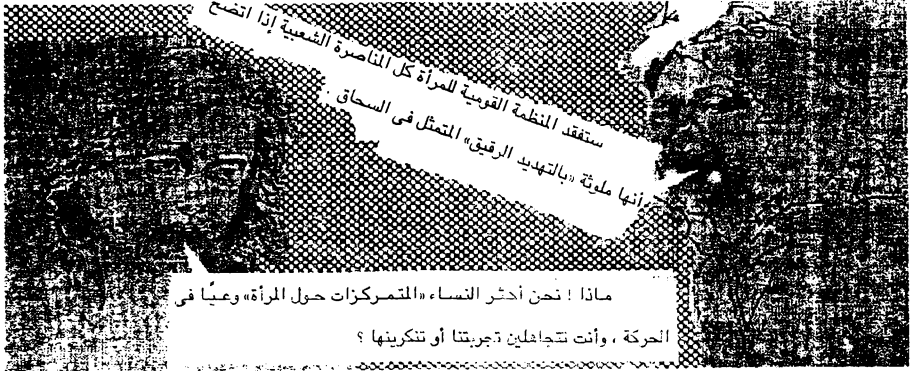 ستفقد المنظمة القومية للمرأة كل المناصرة الشعبية إذا اتضح
أنها ملوثة «بالتهديد الرقيق» المتمثل فى السحاق .
ماذا ! نحن أكثر النساء «المتمركزات حول المرأة» وعيًا فى
الحركة ، وأنت تتجاهلين تجربتنا أو تنكرينها ؟